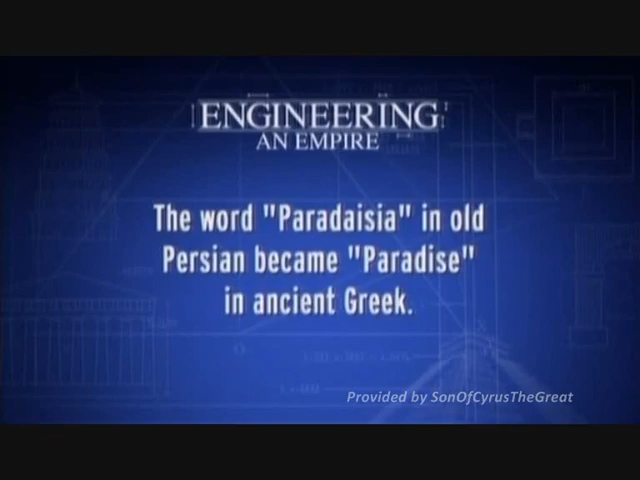 ENGINEERING
AN EMPIRE
The word "Paradaisia" in old
Persian became "Paradise"
in ancient Greek.
Provided by SonOfCyrusTheGreat